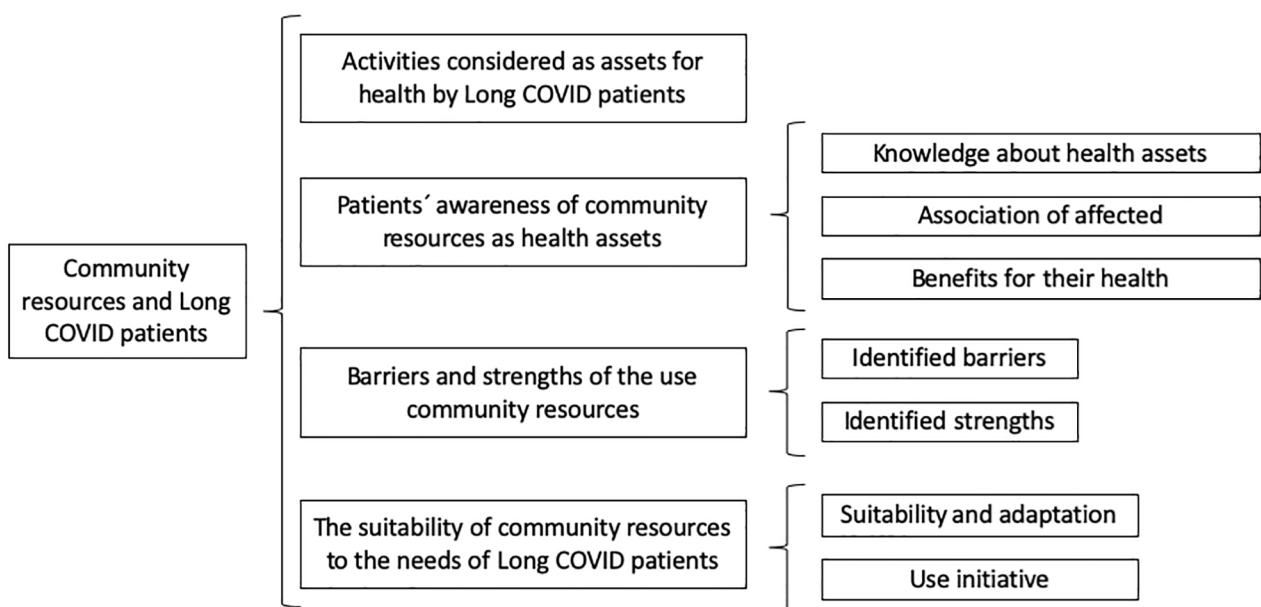 Community
resources and Long
COVID patients
Activities considered as assets for
health by Long COVID patients
Patients´ awareness of community
resources as health assets
Knowledge about health assets
Association of affected
Benefits for their health
Barriers and strengths of the use
community resources
Identified barriers
Identified strengths
The suitability of community resources
to the needs of Long COVID patients
Suitability and adaptation
Use initiative